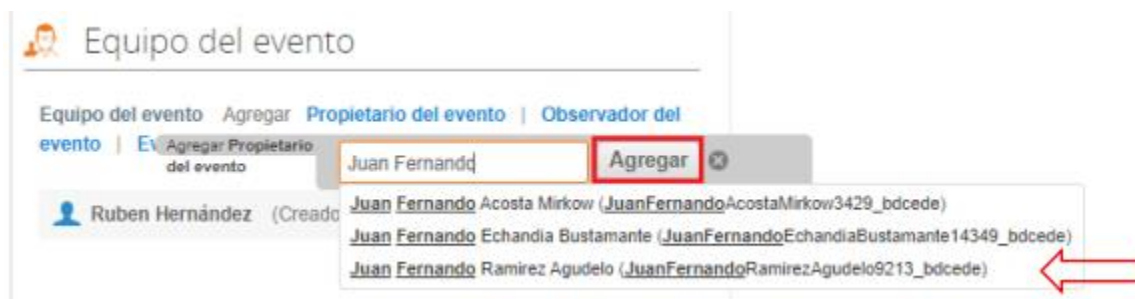 Equipo del evento
Equipo del evento Agregar Propietario del evento | Observador del
evento | Ev
Agregar Propietario
del evento
Juan Fernando
Agregar
Ruben Hernández (Creado
Juan Fernando Acosta Mirkow (JuanFernandoAcostaMirkow3429_bdcede)
Juan Fernando Echandia Bustamante (JuanFernandoEchandiaBustamante14349_bdcede)
Juan Fernando Ramirez Agudelo (JuanFernandoRamirezAgudelo9213_bdcede)